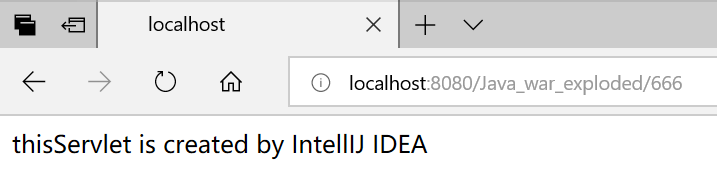 localhost
localhost:8080/Java_war_exploded/666
thisServlet is created by IntellIJ IDEA